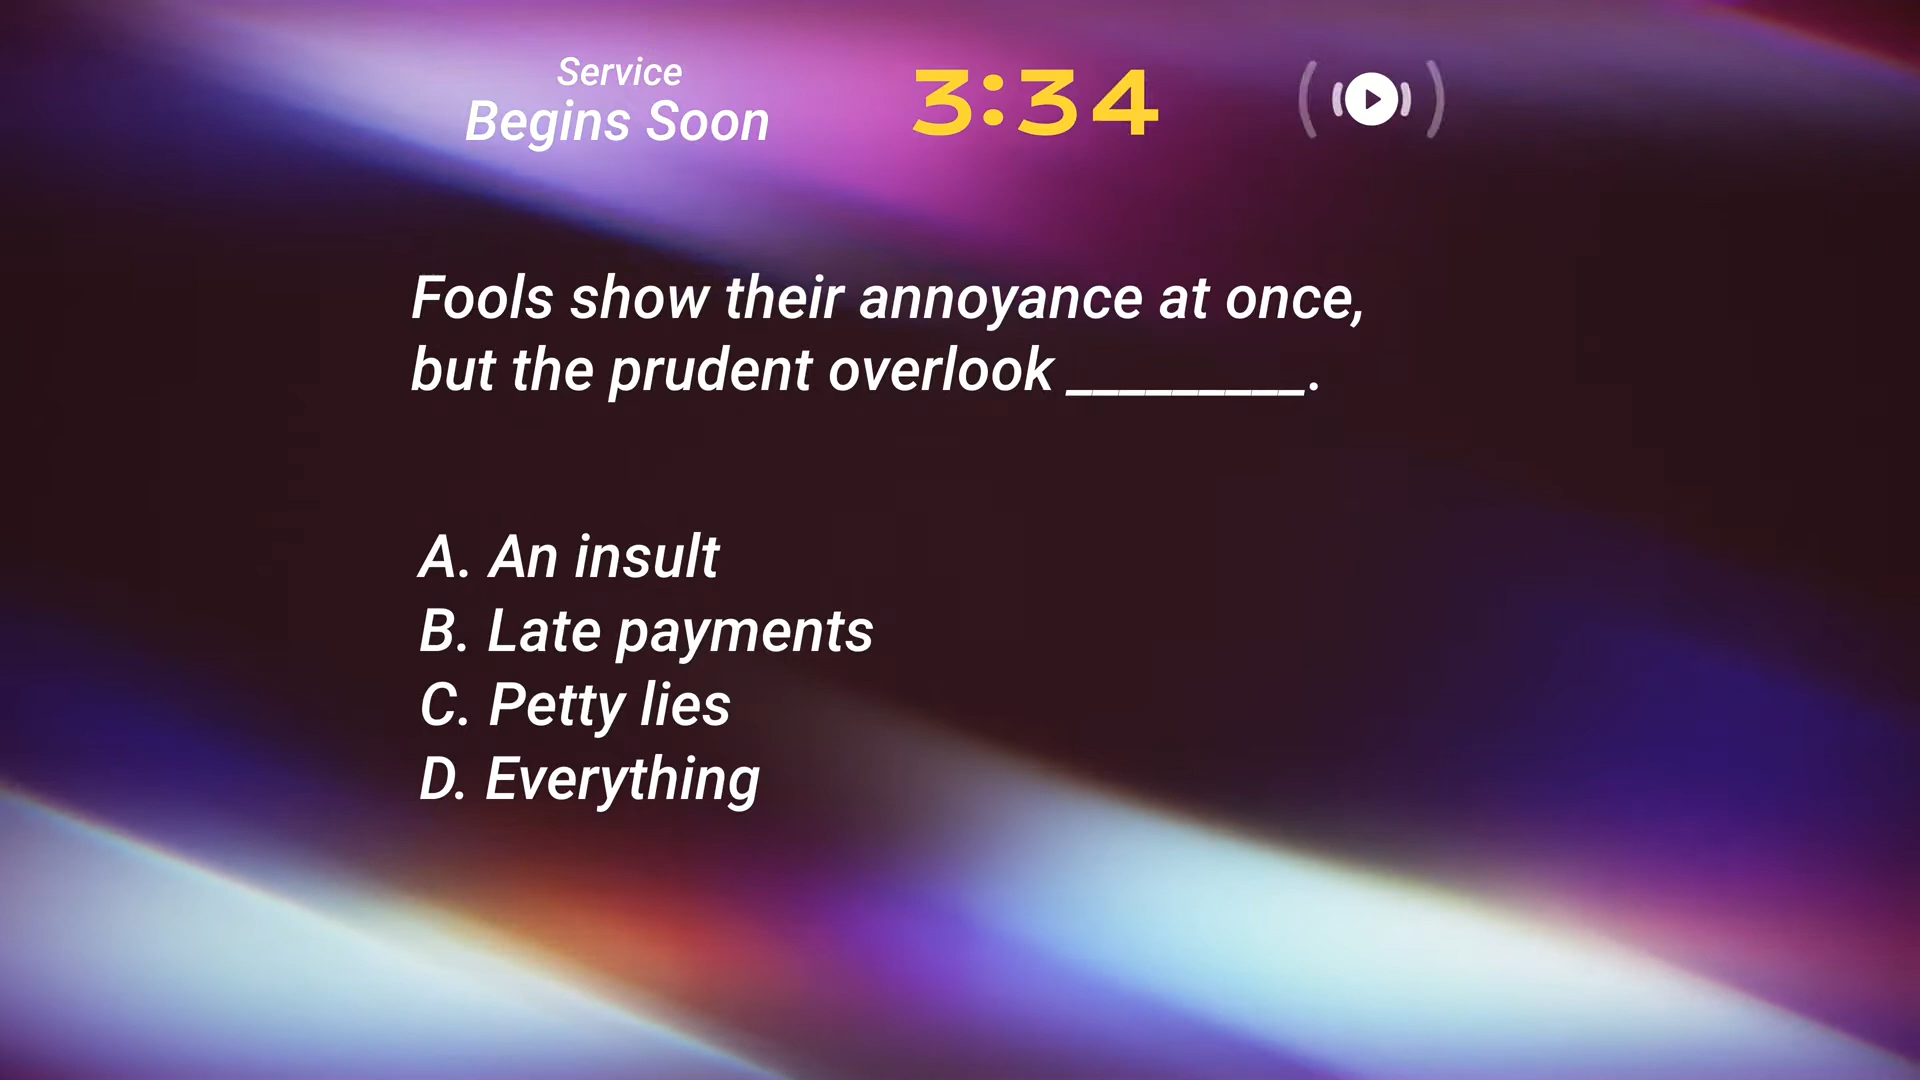 Service
Begins Soon
3:34
Fools show their annoyance at once,
but the prudent overlook _________.
A. An insult
B. Late payments
C. Petty lies
D. Everything